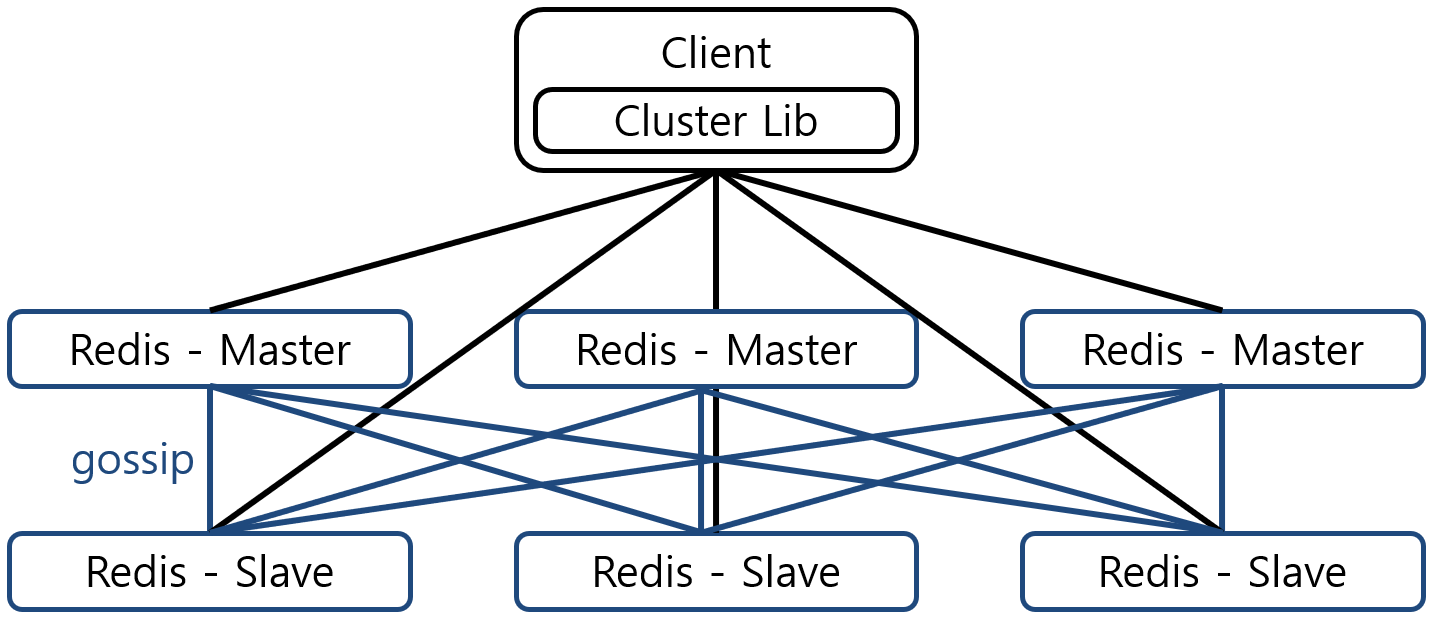 Client
Cluster Lib
Redis - Master
Redis - Master
Redis - Master
gossip
Redis - Slave
Redis - Slave
Redis - Slave